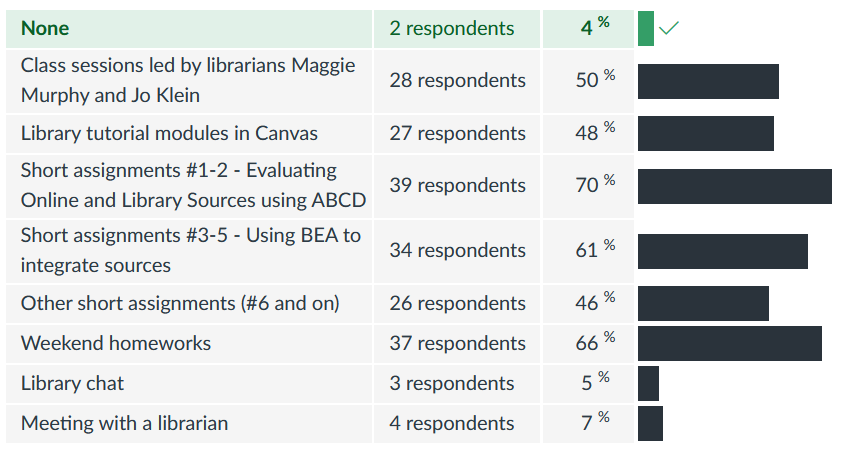 None 2 respondents 4 %
Class sessions led by librarians Maggie
Murphy and Jo Klein 28 respondents 50 %
Library tutorial modules in Canvas 27 respondents 48 %
Short assignments #1-2 - Evaluating
Online and Library Sources using ABCD 39 respondents 70 %
Short assignments #3-5 - Using BEA to
integrate sources 34 respondents 61 %
Other short assignments (#6 and on) 26 respondents 46 %
Weekend homeworks 37 respondents 66 %
Library chat 3 respondents 5 %
Meeting with a librarian 4 respondents 7 %